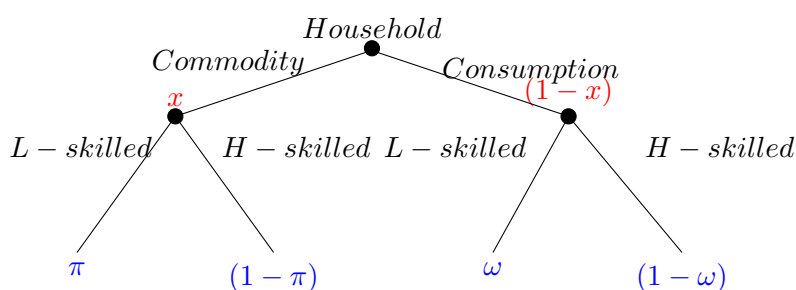 Household
Commodity
Consumption
x
(1 − x)
L − skilled
H − skilled
L − skilled
H − skilled
π
(1 − π)
ω
(1 − ω)